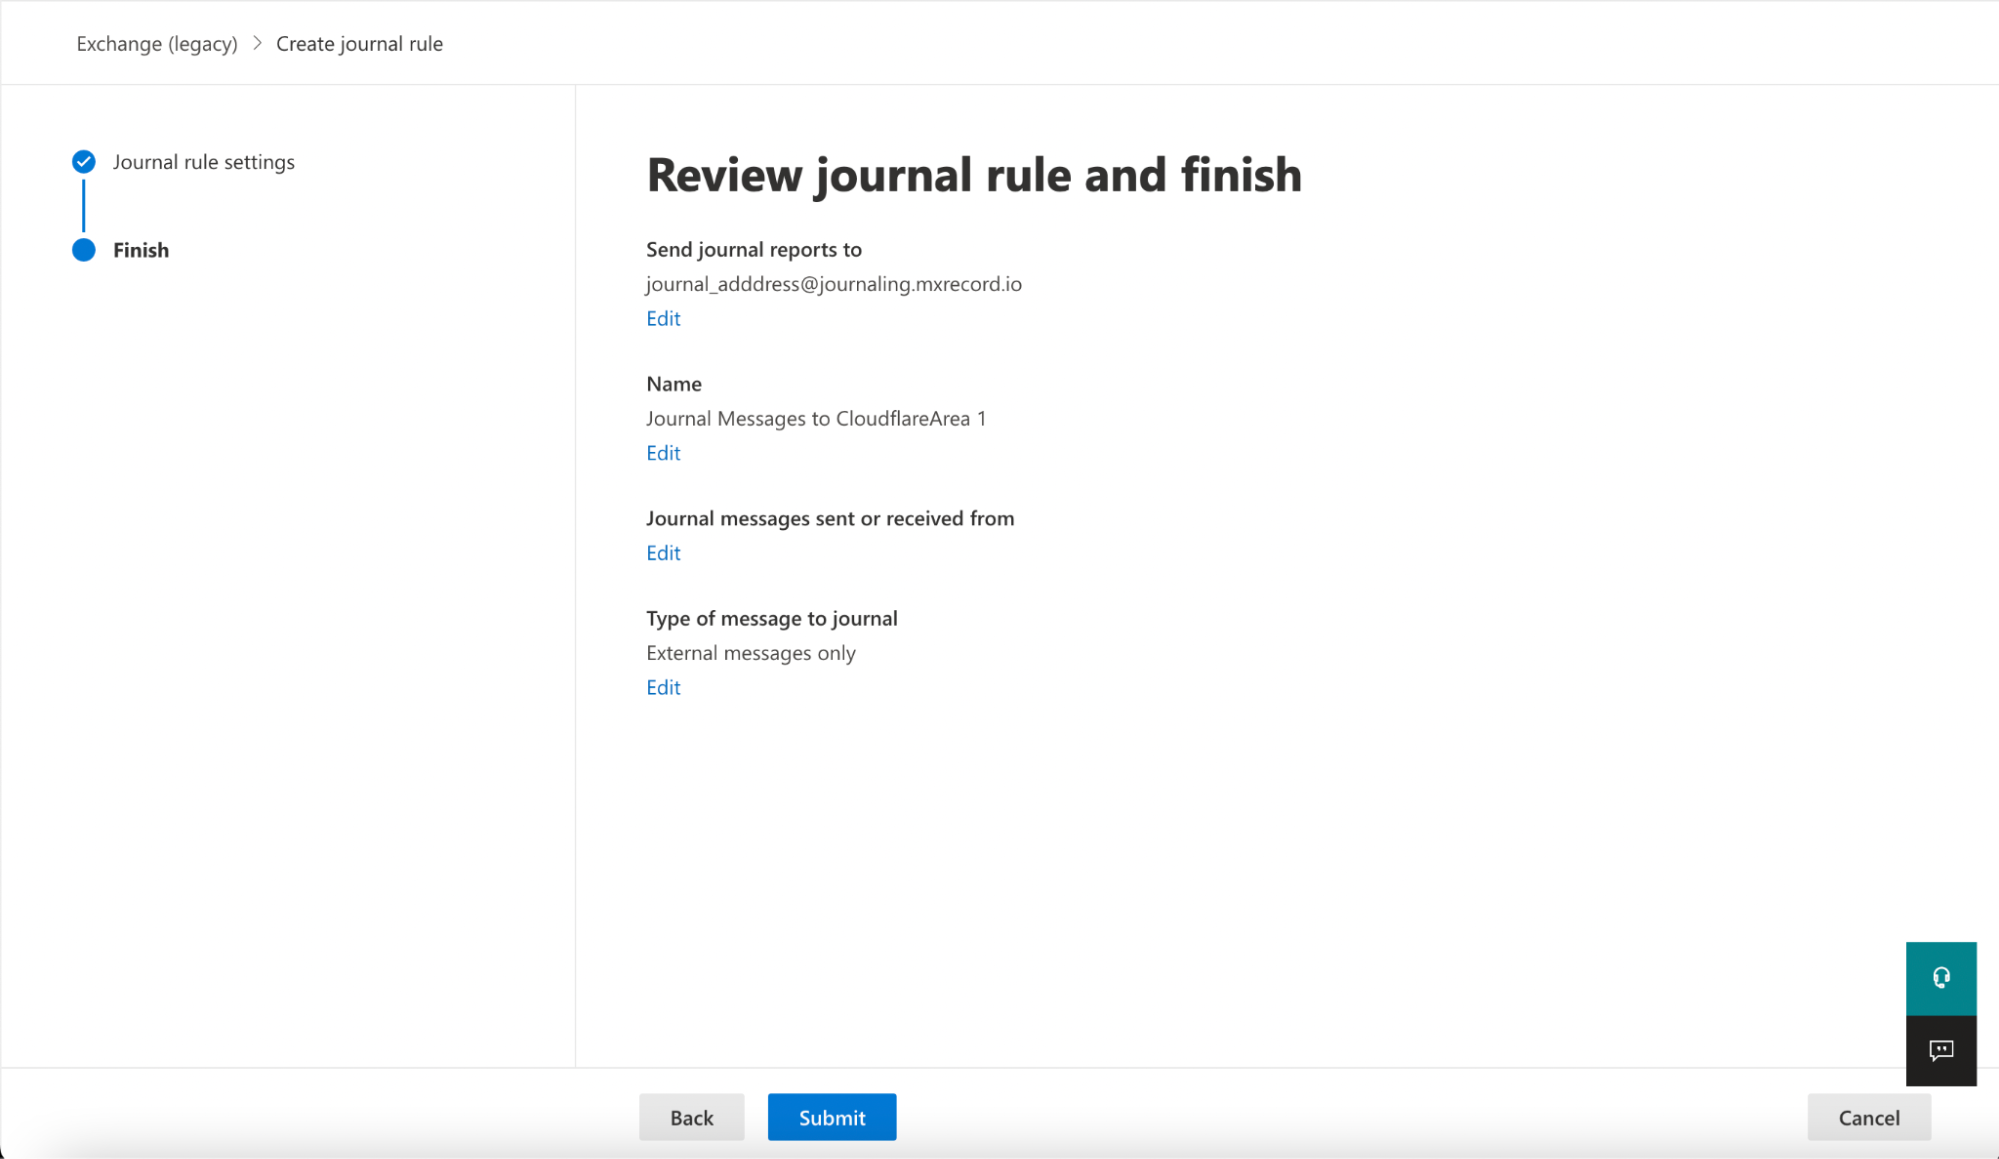 Exchange (legacy) > Create journal rule
Journal rule settings
Finish
Review journal rule and finish
Send journal reports to
journal_adddress@journaling.mxrecord.io
Edit
Name
Journal Messages to CloudflareArea 1
Edit
Journal messages sent or received from
Edit
Type of message to journal
External messages only
Edit
Back
Submit
Cancel